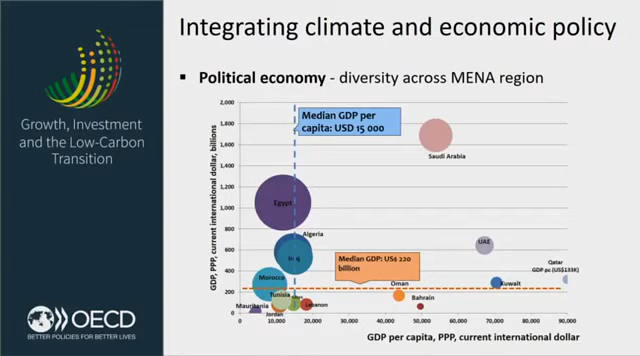 Integrating climate and economic policy
Growth, Investment
and the Low-Carbon
Transition
OECD
BETTER POLICIES FOR BETTER LIVES
Political economy - diversity across MENA region
GDP, PPP, current international dollar, billions
2,000
1,800
1,600
1,400
1,200
1,000
800
600
400
200
0
Median GDP per
capita: USD 15 000
Saudi Arabia
Egypt
Algeria
Iraq
UAE
Median GDP: US$ 220
billion
Qatar
GDP pc (US$133K)
Morocco
Oman
Kuwait
Tunisia
Lebanon
Bahrain
Mauritania
Jordan
10,000
20,000
30,000
40,000
50,000
60,000
70,000
80,000
90,000
GDP per capita, PPP, current international dollar